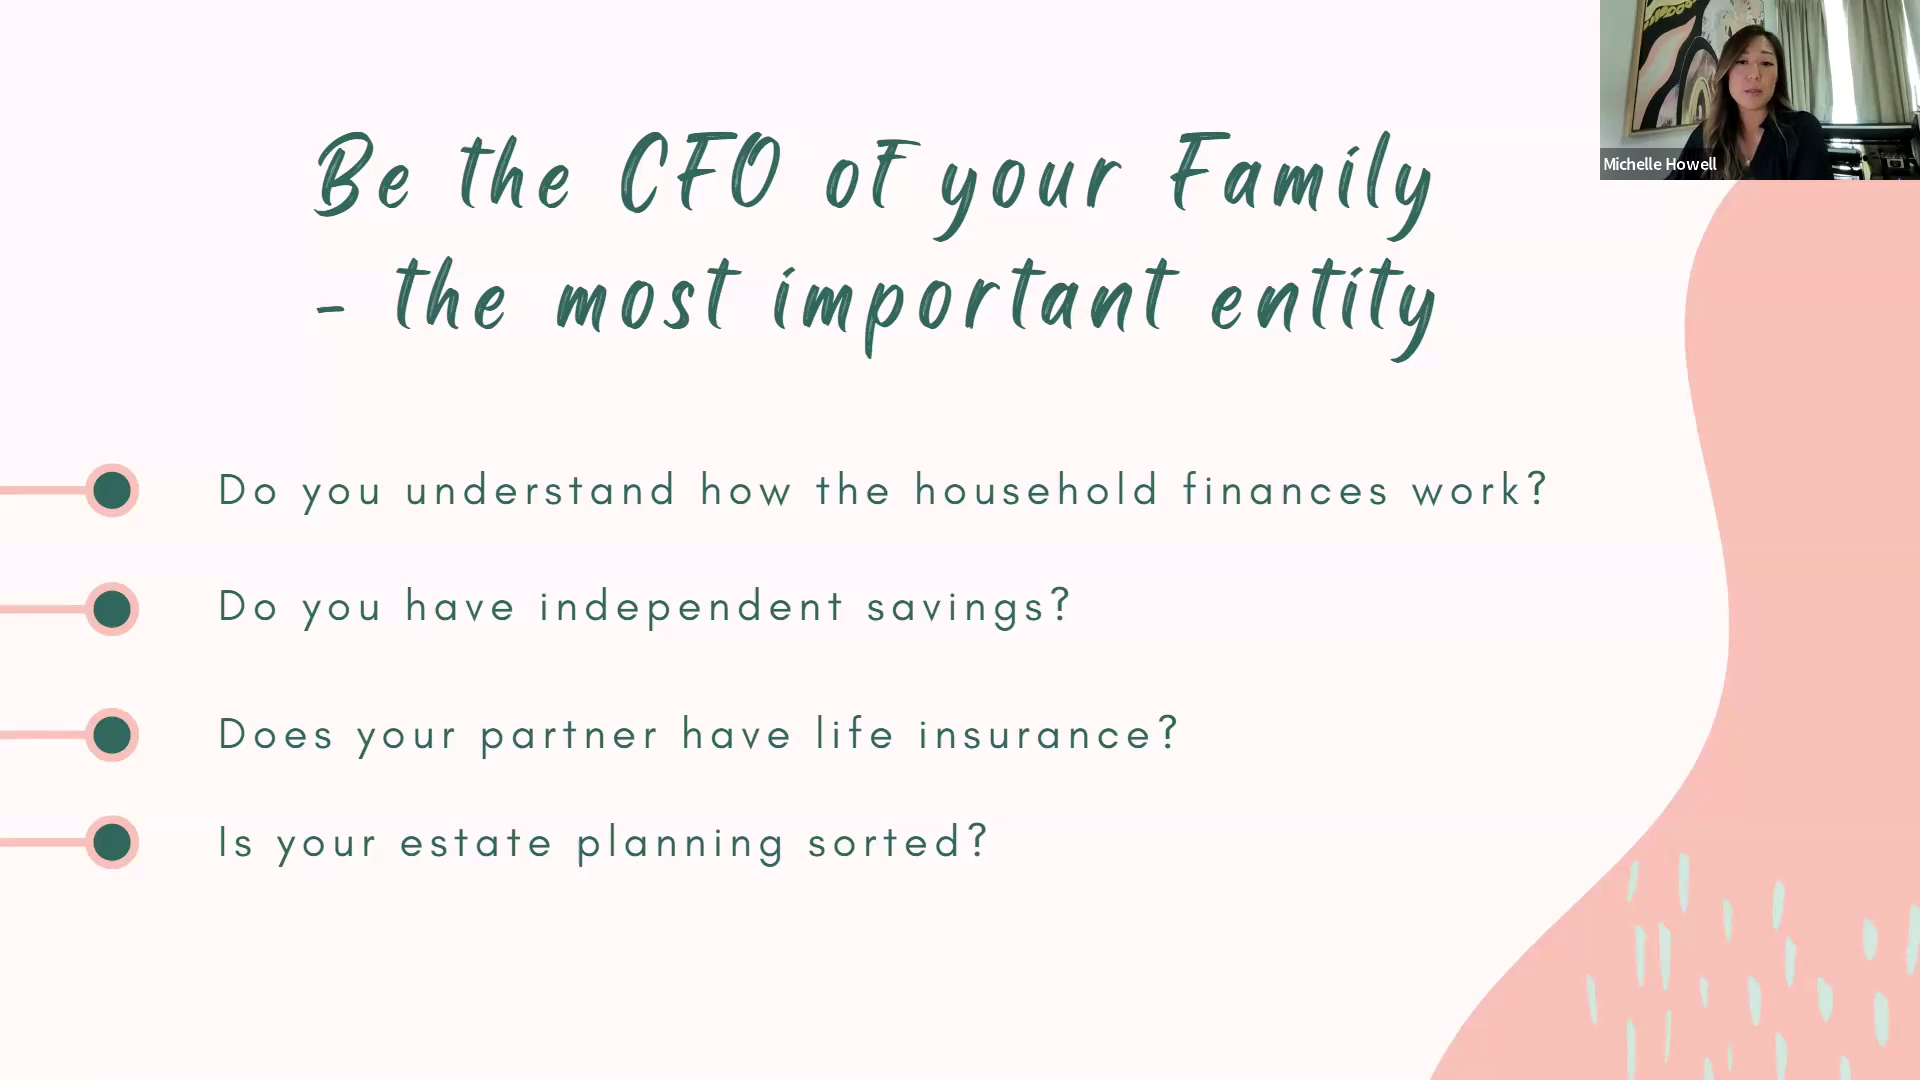 Be the CFO of your Family
- the most important entity
Do you understand how the household finances work?
Do you have independent savings?
Does your partner have life insurance?
Is your estate planning sorted?
Michelle Howell